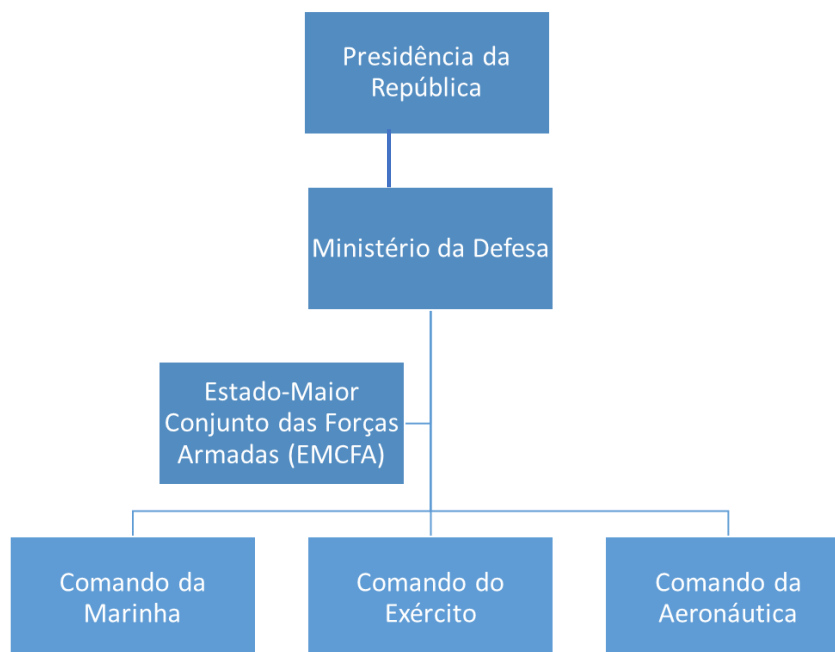 Presidência da
República
Ministério da Defesa
Estado-Maior
Conjunto das Forças
Armadas (EMCFA)
Comando da
Marinha
Comando do
Exército
Comando da
Aeronáutica